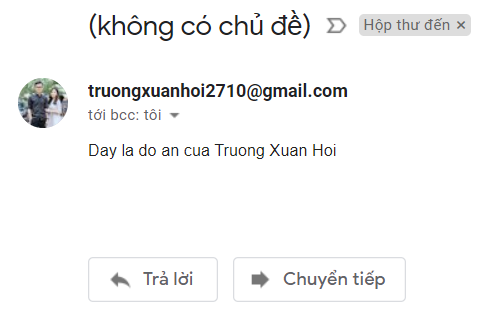 (không có chủ đề) Hộp thư đến ×
truongxuanhoi2710@gmail.com
tới bcc: tôi
Day la do an cua Truong Xuan Hoi
Trả lời Chuyển tiếp